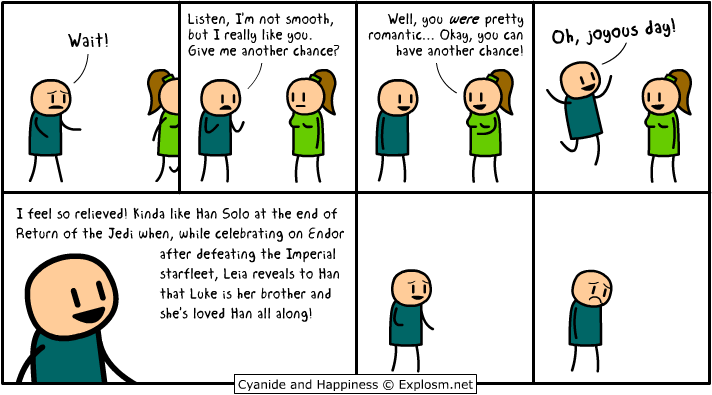 Wait!
Listen, I'm not smooth,
but I really like you.
Give me another chance?
Well, you were pretty
romantic... Okay, you can
have another chance!
Oh, joyous day!
I feel so relieved! Kinda like Han Solo at the end of
Return of the Jedi when, while celebrating on Endor
after defeating the Imperial
starfleet, Leia reveals to Han
that Luke is her brother and
she's loved Han all along!
Cyanide and Happiness © Explosm.net